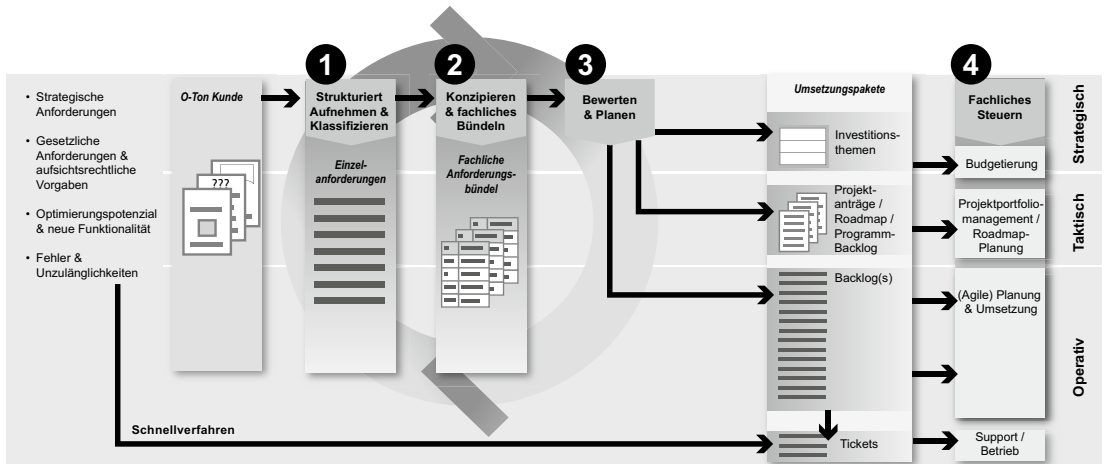 • Strategische
Anforderungen
• Gesetzliche
Anforderungen &
aufsichtsrechtliche
Vorgaben
• Optimierungspotenzial
& neue Funktionalität
• Fehler &
Unzulänglichkeiten
O-Ton Kunde
???
1
Strukturiert
Aufnehmen &
Klassifizieren
Einzel-
anforderungen
2
Konzipieren
& fachliches
Bündeln
Fachliche
Anforderungs-
bündel
3
Bewerten
& Planen
Umsetzungspakete
Investitions-
themen
Projekt-
anträge /
Roadmap /
Programm-
Backlog
Backlog(s)
Tickets
4
Fachliches
Steuern
Budgetierung
Projektportfolio-
management /
Roadmap-
Planung
(Agile) Planung
& Umsetzung
Support /
Betrieb
Strategisch
Taktisch
Operativ
Schnellverfahren